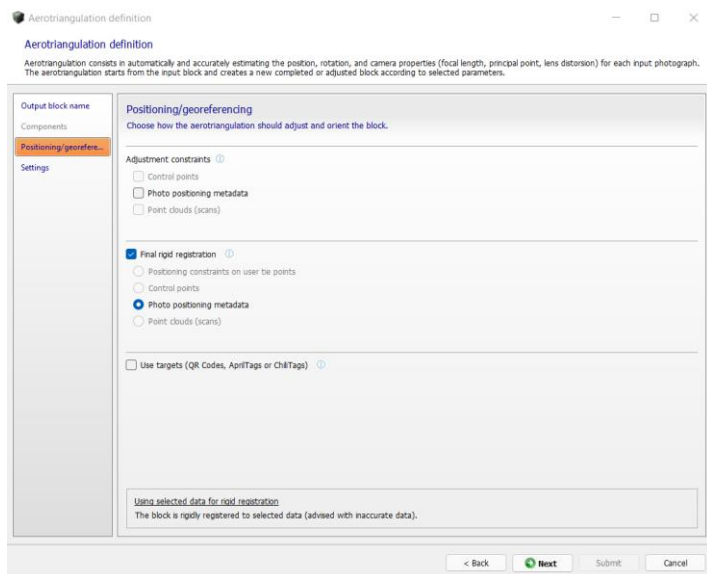 Aerotriangulation definition
Aerotriangulation definition
Aerotriangulation consists in automatically and accurately estimating the position, rotation, and camera properties (focal length, principal point, lens distorsion) for each input photograph.
The aerotriangulation starts from the input block and creates a new completed or adjusted block according to selected parameters.
Output block name
Components
Positioning/georefere...
Settings
Positioning/georeferencing
Choose how the aerotriangulation should adjust and orient the block.
Adjustment constraints
Control points
Photo positioning metadata
Point clouds (scans)
Final rigid registration
Positioning constraints on user tie points
Control points
Photo positioning metadata
Point clouds (scans)
Use targets (QR Codes, AprilTags or ChiliTags)
Using selected data for rigid registration
The block is rigidly registered to selected data (advised with inaccurate data).
< Back
Next
Submit
Cancel